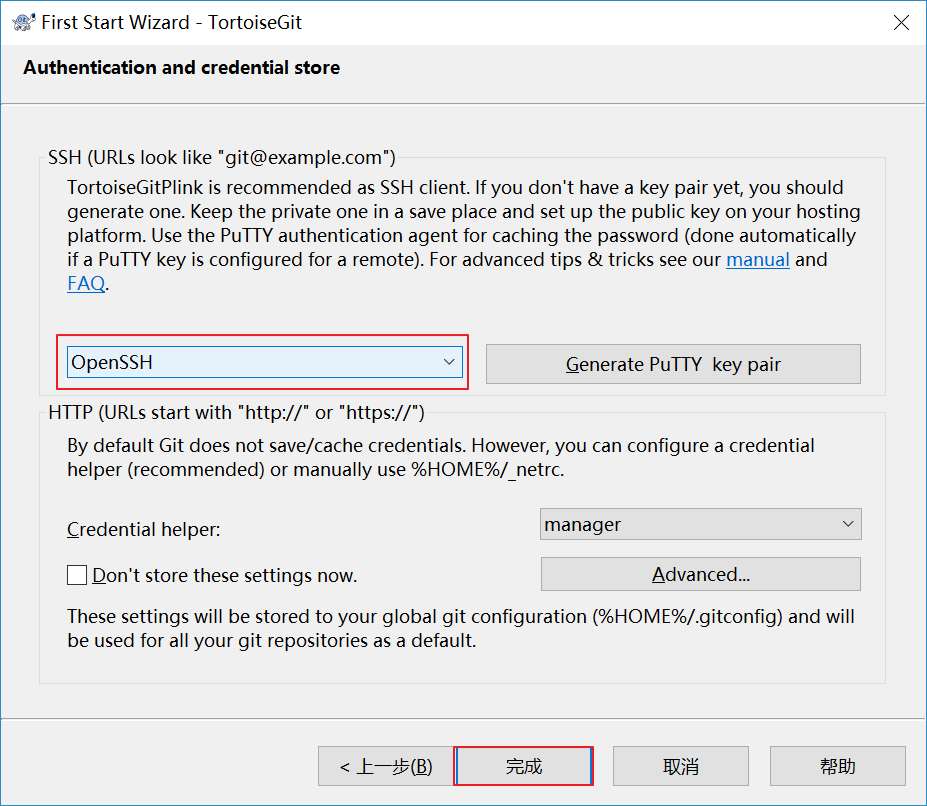 First Start Wizard - TortoiseGit
Authentication and credential store
SSH (URLs look like "git@example.com")
TortoiseGitPlink is recommended as SSH client. If you don't have a key pair yet, you should
generate one. Keep the private one in a save place and set up the public key on your hosting
platform. Use the PuTTY authentication agent for caching the password (done automatically
if a PuTTY key is configured for a remote). For advanced tips & tricks see our manual and
FAQ.
OpenSSH
Generate PuTTY  key pair
HTTP (URLs start with "http://" or "https://")
By default Git does not save/cache credentials. However, you can configure a credential
helper (recommended) or manually use %HOME%/_netrc.
Credential helper:
manager
Don't store these settings now.
Advanced...
These settings will be stored to your global git configuration (%HOME%/.gitconfig) and will
be used for all your git repositories as a default.
< 上一步(B)
完成
取消
帮助